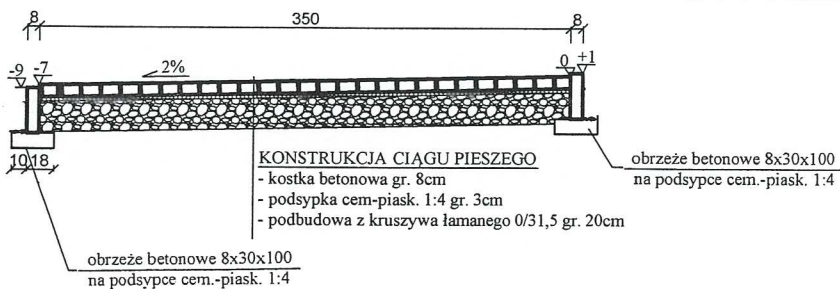 8 350 8
-9 -7 2% 0 +1
10 18
KONSTRUKCJA CIĄGU PIESZEGO
- kostka betonowa gr. 8cm
- podsypka cem-piask. 1:4 gr. 3cm
- podbudowa z kruszywa łamanego 0/31,5 gr. 20cm
obrzeże betonowe 8x30x100
na podsypce cem.-piask. 1:4
obrzeże betonowe 8x30x100
na podsypce cem.-piask. 1:4